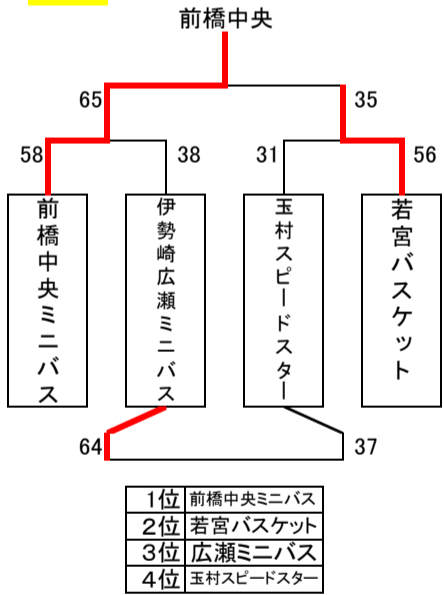 前橋中央
65
35
58
38
31
56
前橋中央ミニバス
伊勢崎広瀬ミニバス
玉村スピードスター
若宮バスケット
64
37
1位 前橋中央ミニバス
2位 若宮バスケット
3位 広瀬ミニバス
4位 玉村スピードスター